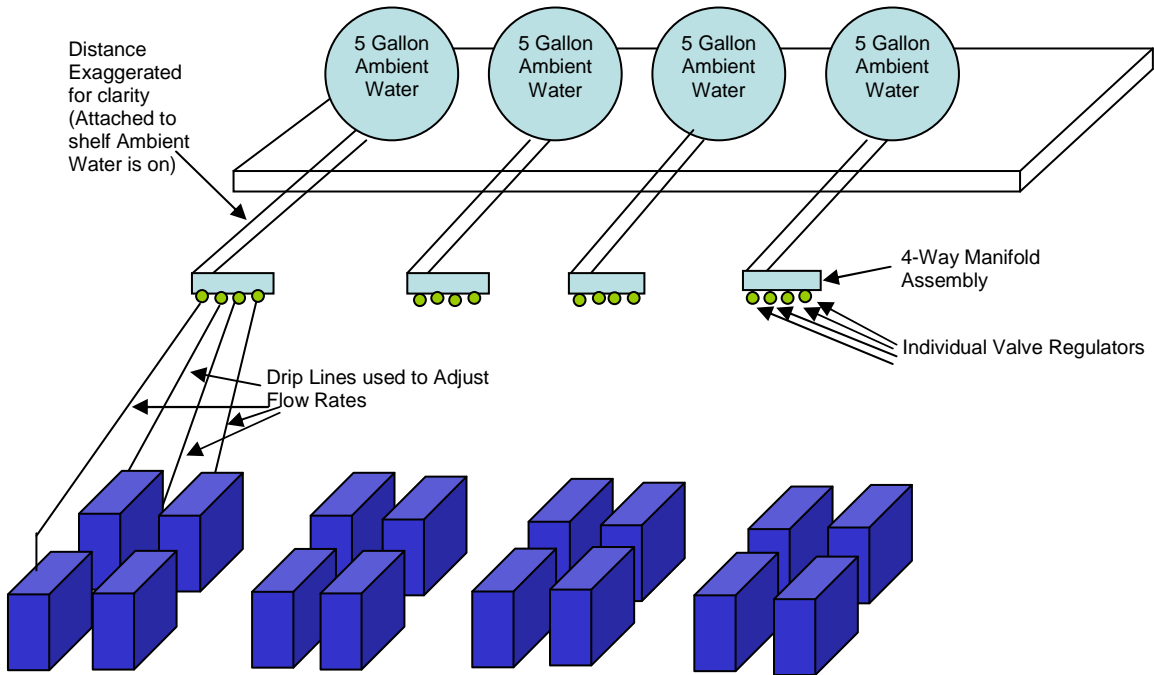 Distance
Exaggerated
for clarity
(Attached to
shelf Ambient
Water is on)
5 Gallon
Ambient
Water
5 Gallon
Ambient
Water
5 Gallon
Ambient
Water
5 Gallon
Ambient
Water
4-Way Manifold
Assembly
Individual Valve Regulators
Drip Lines used to Adjust
Flow Rates